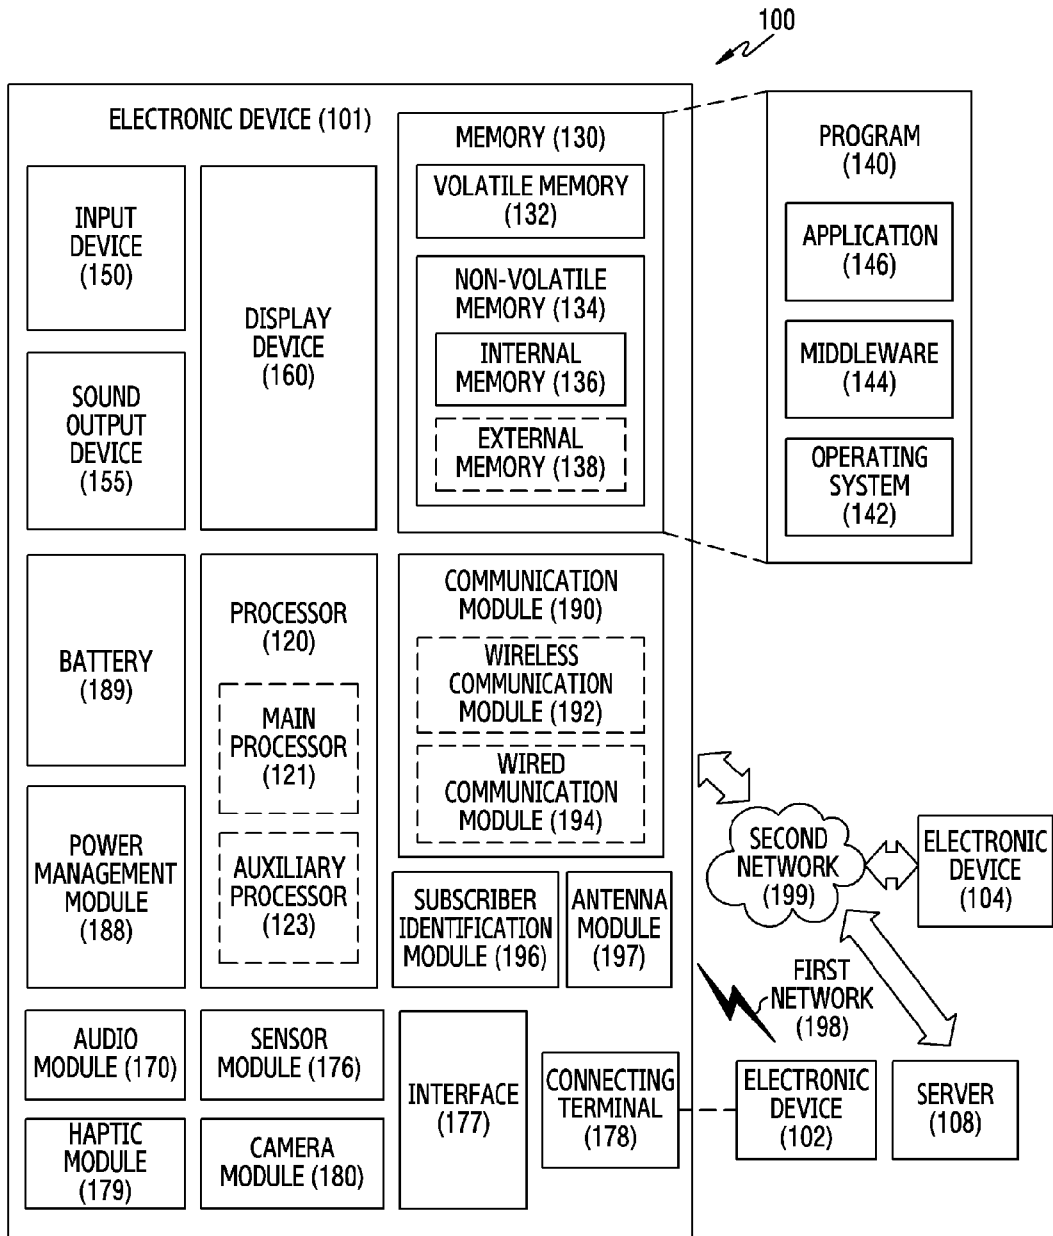 100
ELECTRONIC DEVICE (101)
INPUT
DEVICE
(150)
SOUND
OUTPUT
DEVICE
(155)
DISPLAY
DEVICE
(160)
MEMORY (130)
VOLATILE MEMORY
(132)
NON-VOLATILE
MEMORY (134)
INTERNAL
MEMORY (136)
EXTERNAL
MEMORY (138)
PROGRAM
(140)
APPLICATION
(146)
MIDDLEWARE
(144)
OPERATING
SYSTEM
(142)
BATTERY
(189)
POWER
MANAGEMENT
MODULE
(188)
PROCESSOR
(120)
MAIN
PROCESSOR
(121)
AUXILIARY
PROCESSOR
(123)
COMMUNICATION
MODULE (190)
WIRELESS
COMMUNICATION
MODULE (192)
WIRED
COMMUNICATION
MODULE (194)
SUBSCRIBER
IDENTIFICATION
MODULE (196)
ANTENNA
MODULE
(197)
SECOND
NETWORK
(199)
ELECTRONIC
DEVICE
(104)
FIRST
NETWORK
(198)
AUDIO
MODULE (170)
SENSOR
MODULE (176)
INTERFACE
(177)
CONNECTING
TERMINAL
(178)
ELECTRONIC
DEVICE
(102)
SERVER
(108)
HAPTIC
MODULE
(179)
CAMERA
MODULE (180)